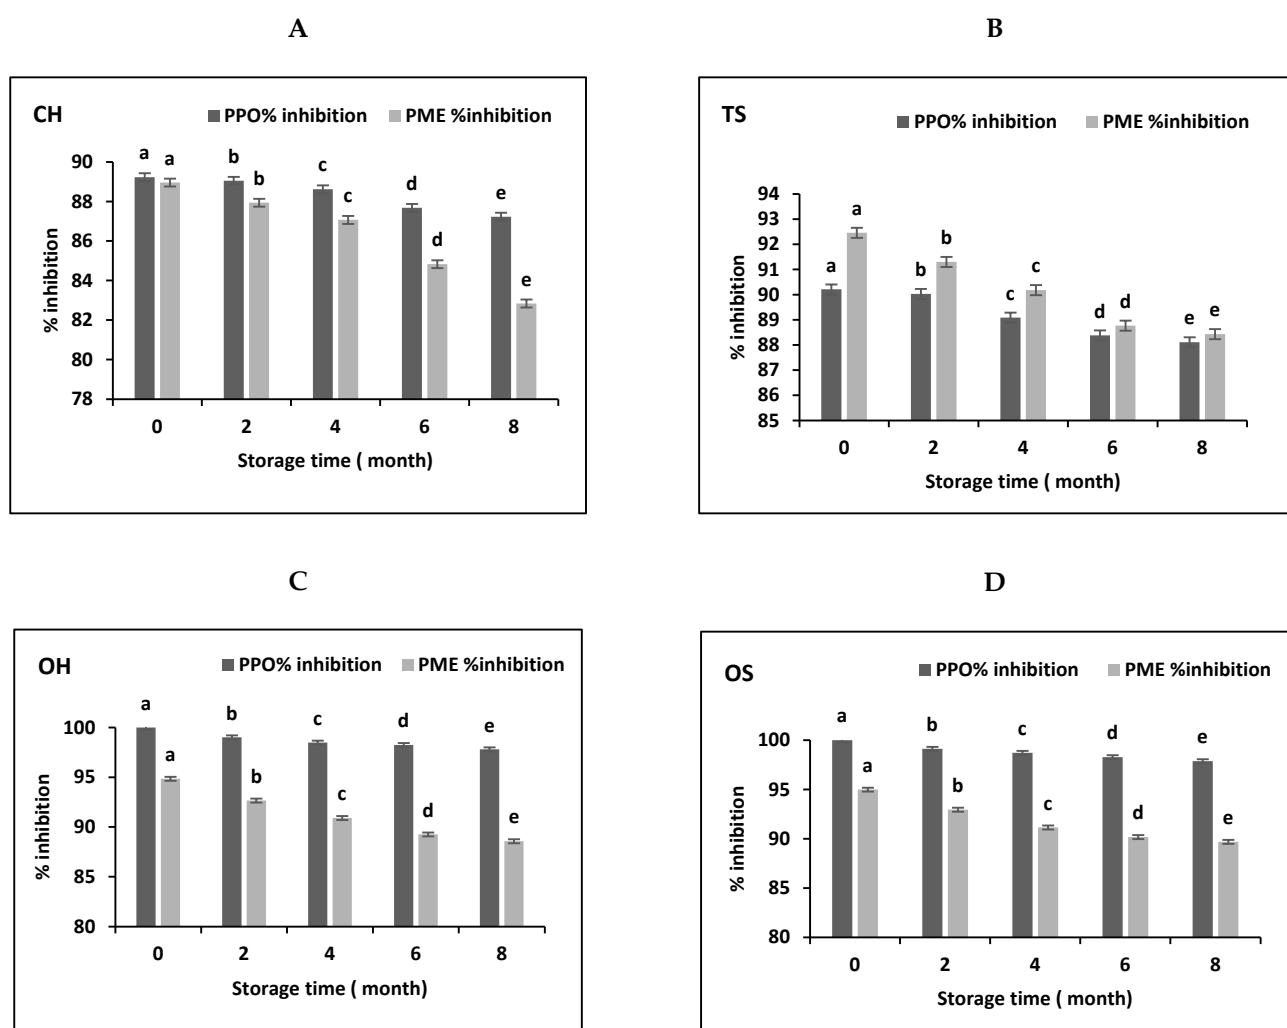 A
CH
PPO% inhibition PME %inhibition
% inhibition
90
88
86
84
82
80
78
a a b b c c d d e e
0 2 4 6 8
Storage time ( month)
B
TS
PPO% inhibition PME %inhibition
% inhibition
94
93
92
91
90
89
88
87
86
85
a a b b c c d d e e
0 2 4 6 8
Storage time ( month)
C
OH
PPO% inhibition PME %inhibition
% inhibition
100
95
90
85
80
a a b b c c d d e e
0 2 4 6 8
Storage time ( month)
D
OS
PPO% inhibition PME %inhibition
% inhibition
100
95
90
85
80
a a b b c c d d e e
0 2 4 6 8
Storage time ( month)